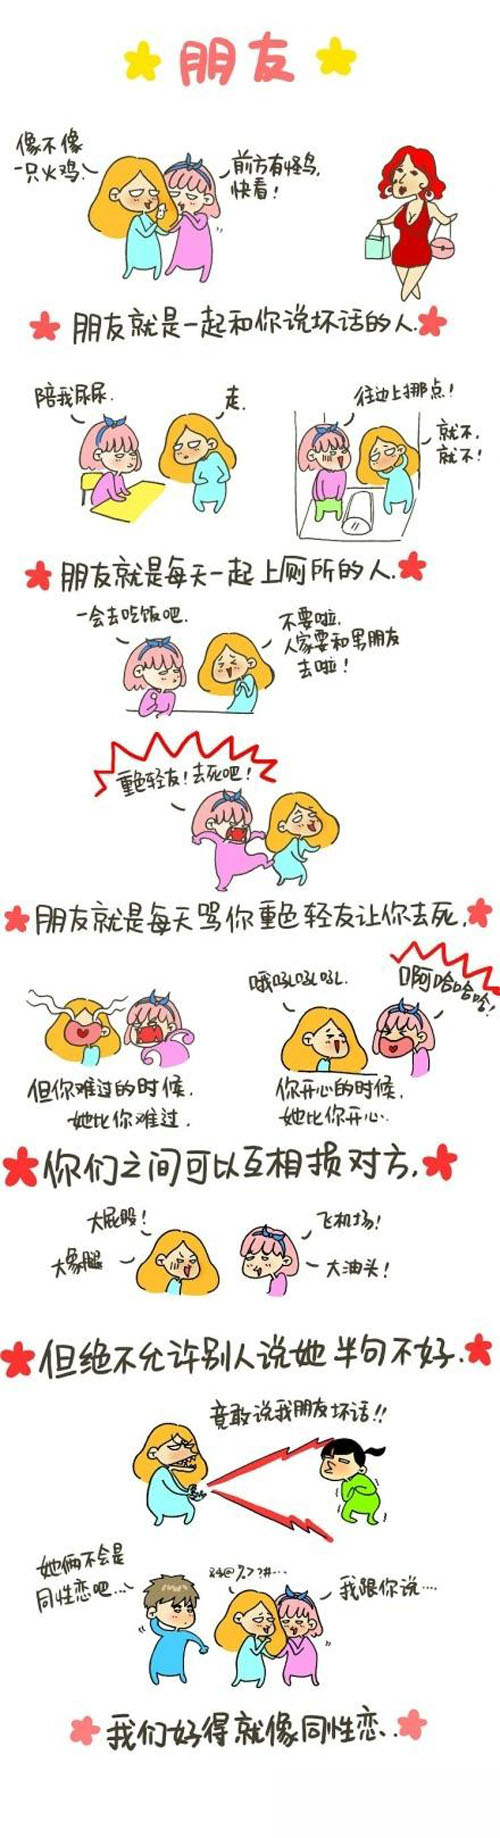 朋友
像不像
一只火鸡.
前方有怪鸟,
快看!
朋友就是一起和你说坏话的人.
陪我尿尿.
走.
往边上挪点!
就不,
就不!
朋友就是每天一起上厕所的人.
一会去吃饭吧.
不要啦,
人家要和男朋友
去啦!
重色轻友!去死吧!
朋友就是每天骂你重色轻友让你去死.
哦吼吼吼.
啊哈哈哈哈!
但你难过的时候,
她比你难过.
你开心的时候,
她比你开心.
你们之间可以互相损对方,
大屁股!
大象腿
飞机场!
大油头!
但绝不允许别人说她半句不好.
竟敢说我朋友坏话!!
她俩不会是
同性恋吧...
&4@%>?#...
我跟你说....
我们好得就像同性恋..